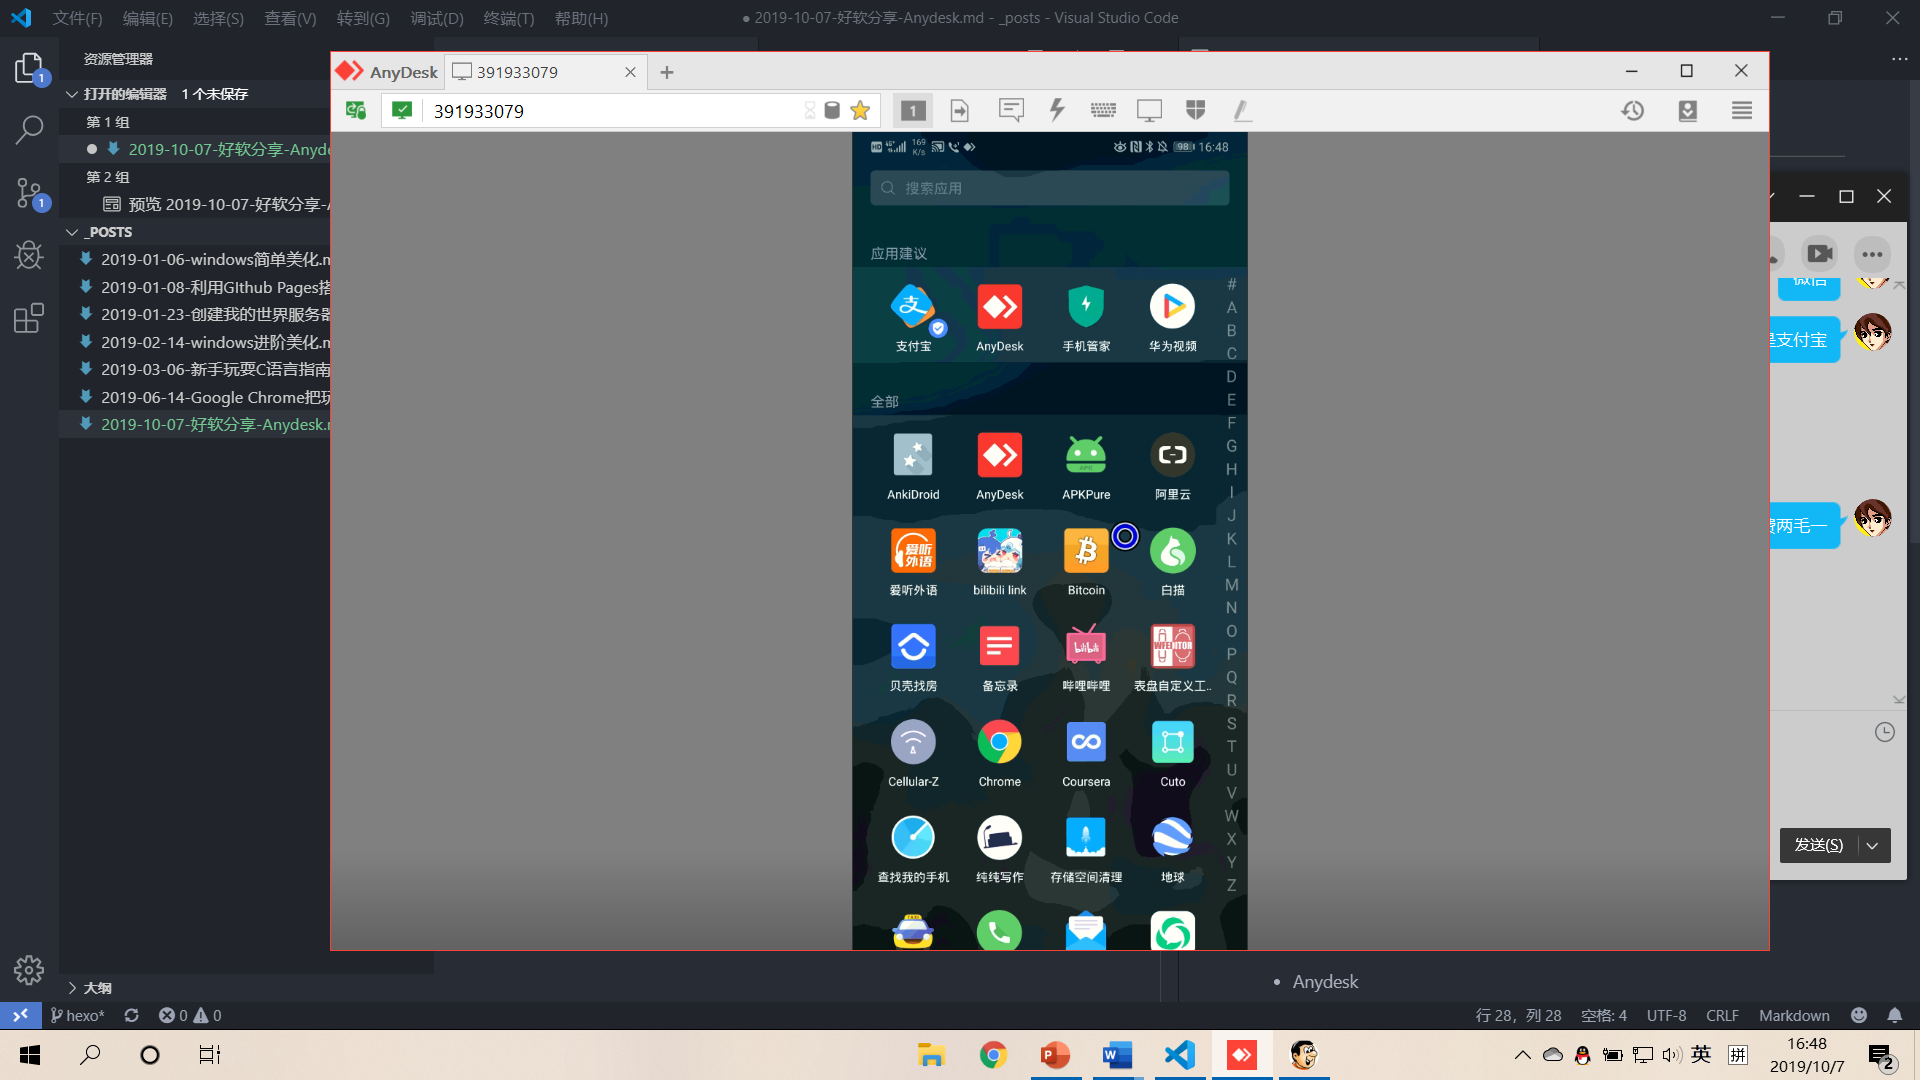 文件(F) 编辑(E) 选择(S) 查看(V) 转到(G) 调试(D) 终端(T) 帮助(H)
● 2019-10-07-好软分享-Anydesk.md - _posts - Visual Studio Code
资源管理器
打开的编辑器 1 个未保存
第 1 组
2019-10-07-好软分享-Anyde
第 2 组
预览 2019-10-07-好软分享-
_POSTS
2019-01-06-windows简单美化.m
2019-01-08-利用GIthub Pages搭
2019-01-23-创建我的世界服务器
2019-02-14-windows进阶美化.m
2019-03-06-新手玩耍C语言指南
2019-06-14-Google Chrome把玩
2019-10-07-好软分享-Anydesk.
大纲
1
1
AnyDesk
391933079
391933079
1
HD 169 K/s
98 16:48
搜索应用
应用建议
支付宝 AnyDesk 手机管家 华为视频
全部
AnkiDroid AnyDesk APKPure 阿里云
爱听外语
爱听外语 bilibili link Bitcoin 白描
bilibili
贝壳找房 备忘录 哔哩哔哩 表盘自定义工..
Cellular-Z Chrome Coursera Cuto
查找我的手机 纯纯写作 存储空间清理 地球
TAXI
#
A
B
C
D
E
F
G
H
I
J
K
L
M
N
O
P
Q
R
S
T
U
V
W
X
Y
Z
微信
是支付宝
费两毛一
发送(S)
• Anydesk
hexo* 0 0
行 28，列 28 空格: 4 UTF-8 CRLF Markdown
英 拼
16:48
2019/10/7
2